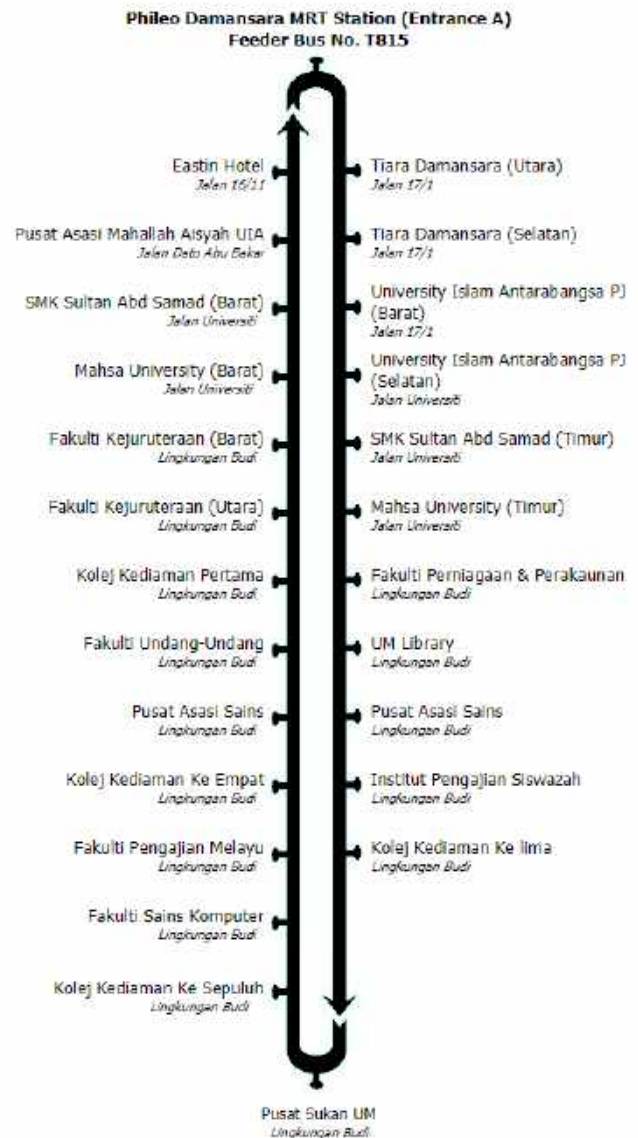 Phileo Damansara MRT Station (Entrance A)
Feeder Bus No. T815
Eastin Hotel
Jalan 16/11
Pusat Asasi Mahallah Aisyah UIA
Jalan Dato Abu Bakar
SMK Sultan Abd Samad (Barat)
Jalan Universiti
Mahsa University (Barat)
Jalan Universiti
Fakulti Kejuruteraan (Barat)
Lingkungan Budi
Fakulti Kejuruteraan (Utara)
Lingkungan Budi
Kolej Kediaman Pertama
Lingkungan Budi
Fakulti Undang-Undang
Lingkungan Budi
Pusat Asasi Sains
Lingkungan Budi
Kolej Kediaman Ke Empat
Lingkungan Budi
Fakulti Pengajian Melayu
Lingkungan Budi
Fakulti Sains Komputer
Lingkungan Budi
Kolej Kediaman Ke Sepuluh
Lingkungan Budi
Tiara Damansara (Utara)
Jalan 17/1
Tiara Damansara (Selatan)
Jalan 17/1
University Islam Antarabangsa PJ
(Barat)
Jalan 17/1
University Islam Antarabangsa PJ
(Selatan)
Jalan Universiti
SMK Sultan Abd Samad (Timur)
Jalan Universiti
Mahsa University (Timur)
Jalan Universiti
Fakulti Perniagaan & Perakaunan
Lingkungan Budi
UM Library
Lingkungan Budi
Pusat Asasi Sains
Lingkungan Budi
Institut Pengajian Siswazah
Lingkungan Budi
Kolej Kediaman Ke lima
Lingkungan Budi
Pusat Sukan UM
Lingkungan Budi